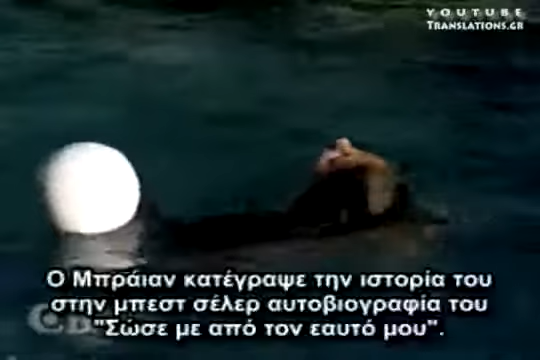 YOUTUBE
TRANSLATIONS.GR
Ο Μπράιαν κατέγραψε την ιστορία του
στην μπεστ σέλερ αυτοβιογραφία του
"Σώσε με από τον εαυτό μου".